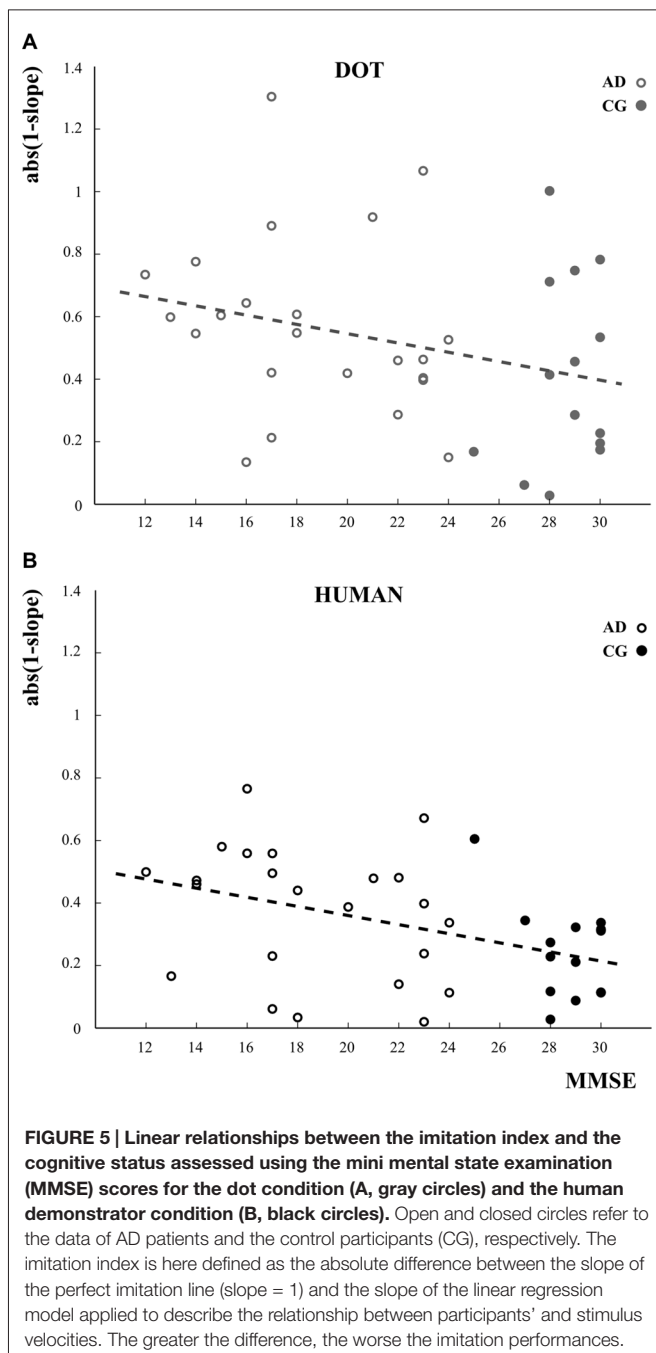 A
DOT
abs(1-slope)
AD
CG
1.4
1.2
1
0.8
0.6
0.4
0.2
0
12 14 16 18 20 22 24 26 28 30
B
HUMAN
abs(1-slope)
AD
CG
1.4
1.2
1
0.8
0.6
0.4
0.2
0
12 14 16 18 20 22 24 26 28 30
MMSE
FIGURE 5 | Linear relationships between the imitation index and the
cognitive status assessed using the mini mental state examination
(MMSE) scores for the dot condition (A, gray circles) and the human
demonstrator condition (B, black circles). Open and closed circles refer to
the data of AD patients and the control participants (CG), respectively. The
imitation index is here defined as the absolute difference between the slope of
the perfect imitation line (slope = 1) and the slope of the linear regression
model applied to describe the relationship between participants’ and stimulus
velocities. The greater the difference, the worse the imitation performances.